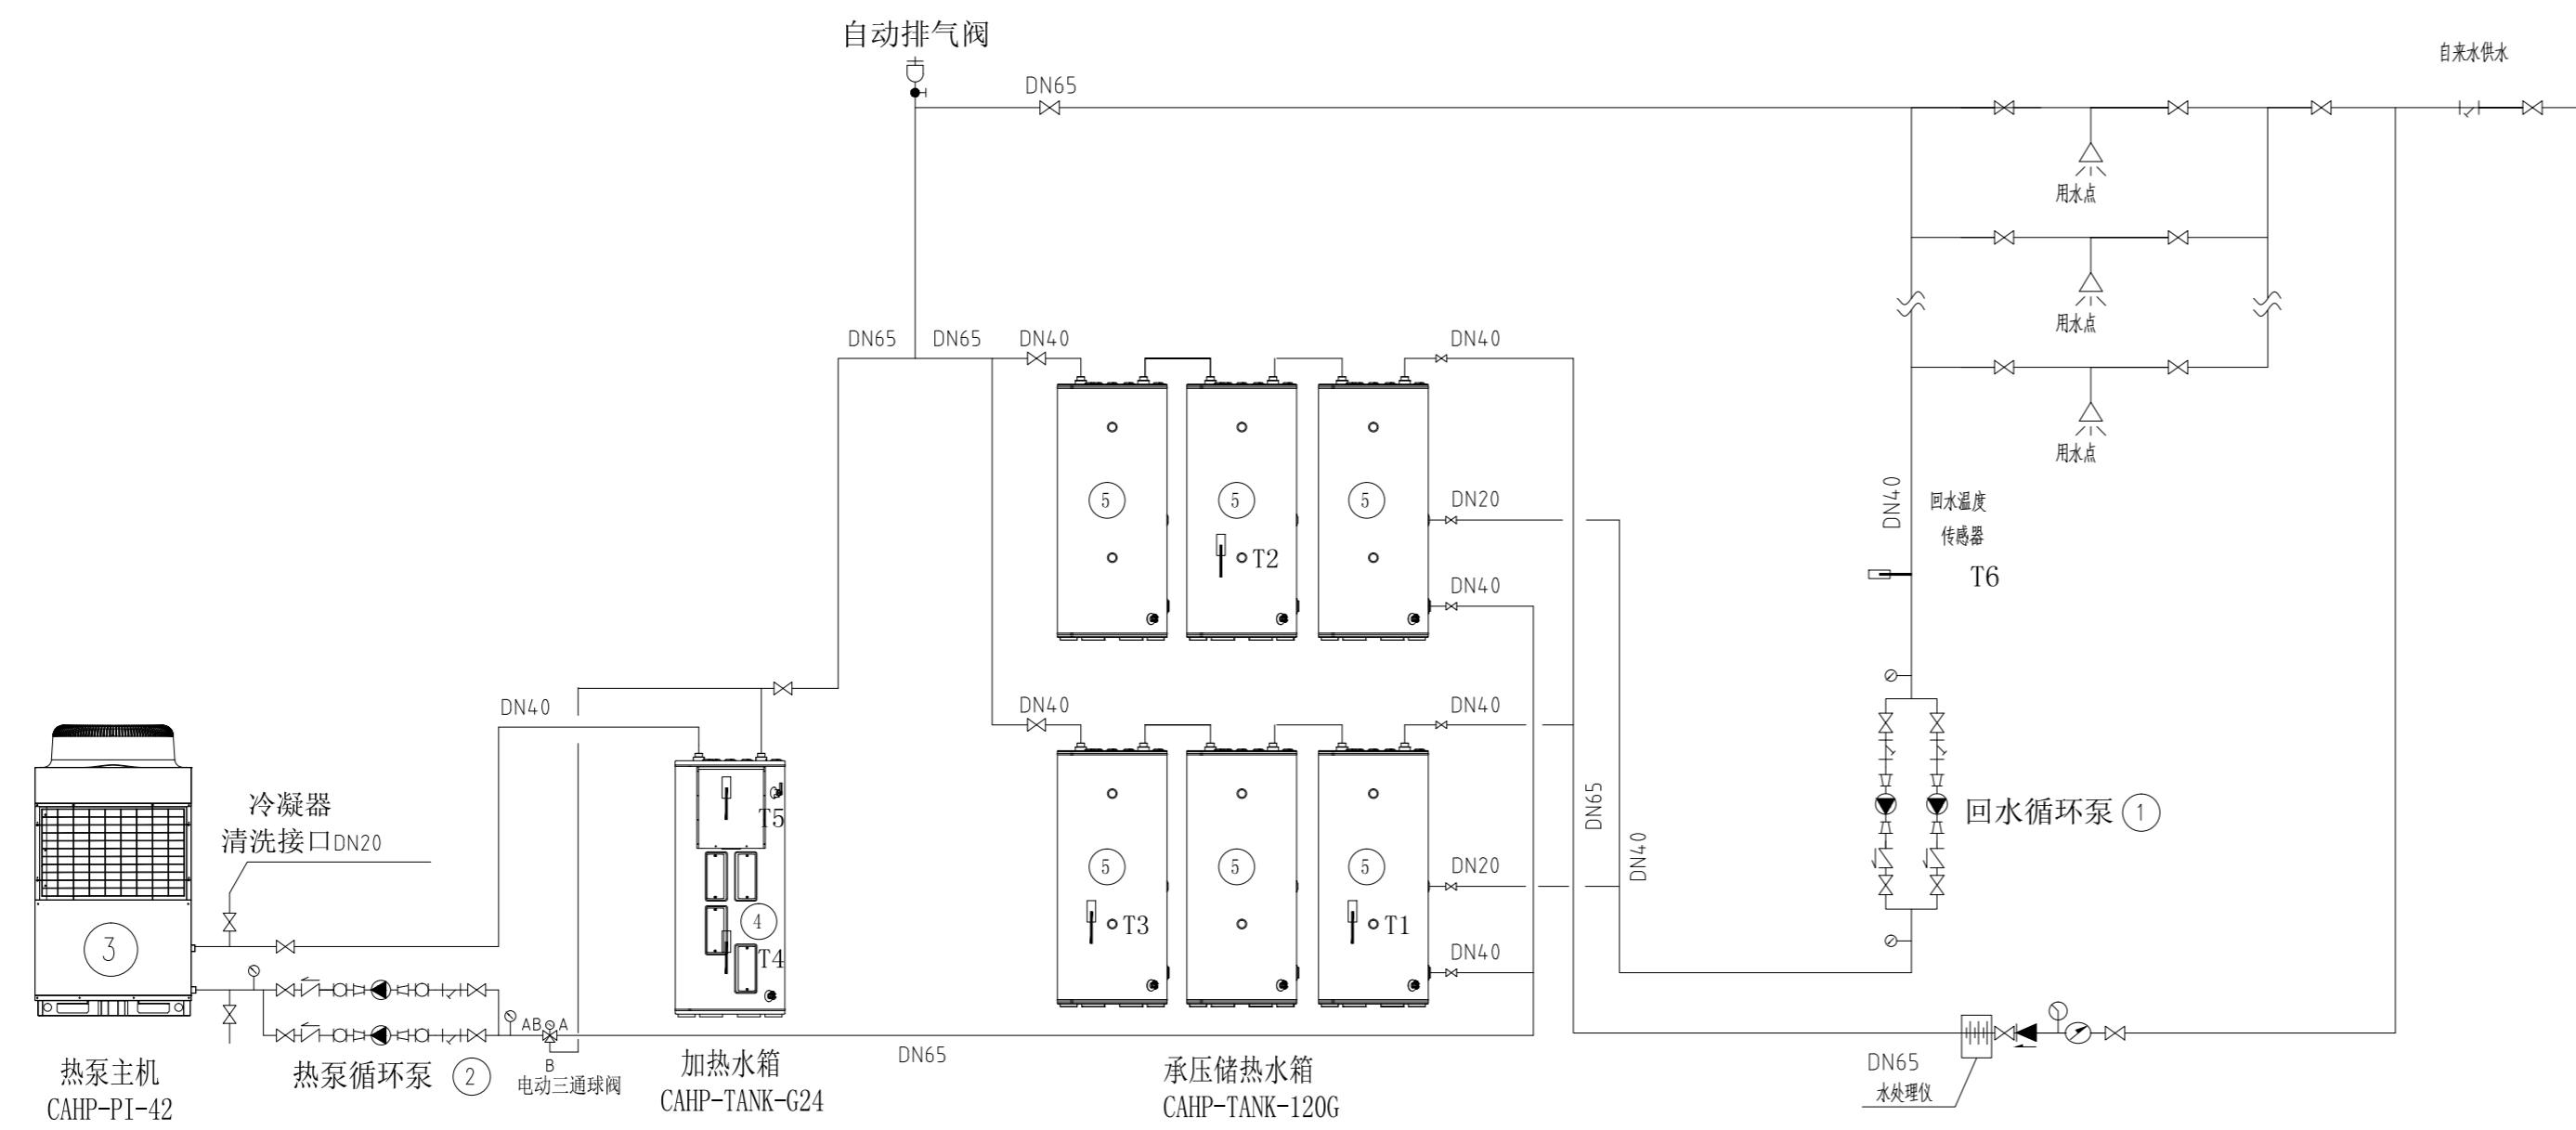 自动排气阀
自来水供水
DN65
用水点
用水点
DN65
DN65
DN40
DN40
用水点
DN40
回水温度
传感器
T6
5
5
5
DN20
T2
DN40
DN40
DN40
DN40
冷凝器
清洗接口DN20
T5
DN65
DN40
回水循环泵
1
5
5
5
DN20
4
T3
T1
3
T4
DN40
AB
A
B
热泵主机
CAHP-PI-42
热泵循环泵
2
电动三通球阀
加热水箱
CAHP-TANK-G24
DN65
承压储热水箱
CAHP-TANK-120G
DN65
水处理仪